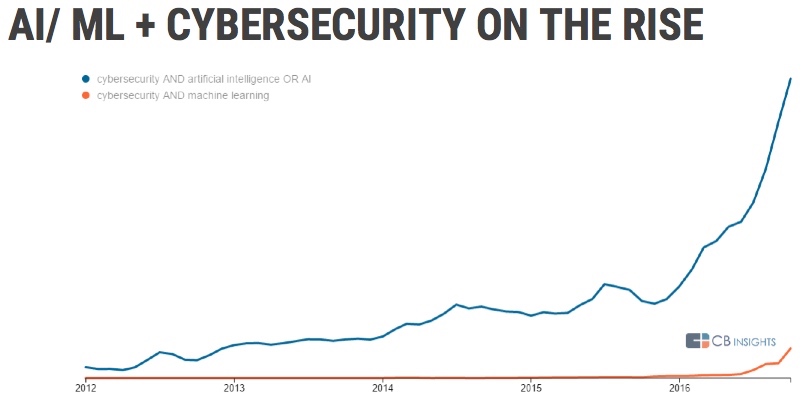 AI/ ML + CYBERSECURITY ON THE RISE
cybersecurity AND artificial intelligence OR AI
cybersecurity AND machine learning
CB INSIGHTS
2012 2013 2014 2015 2016